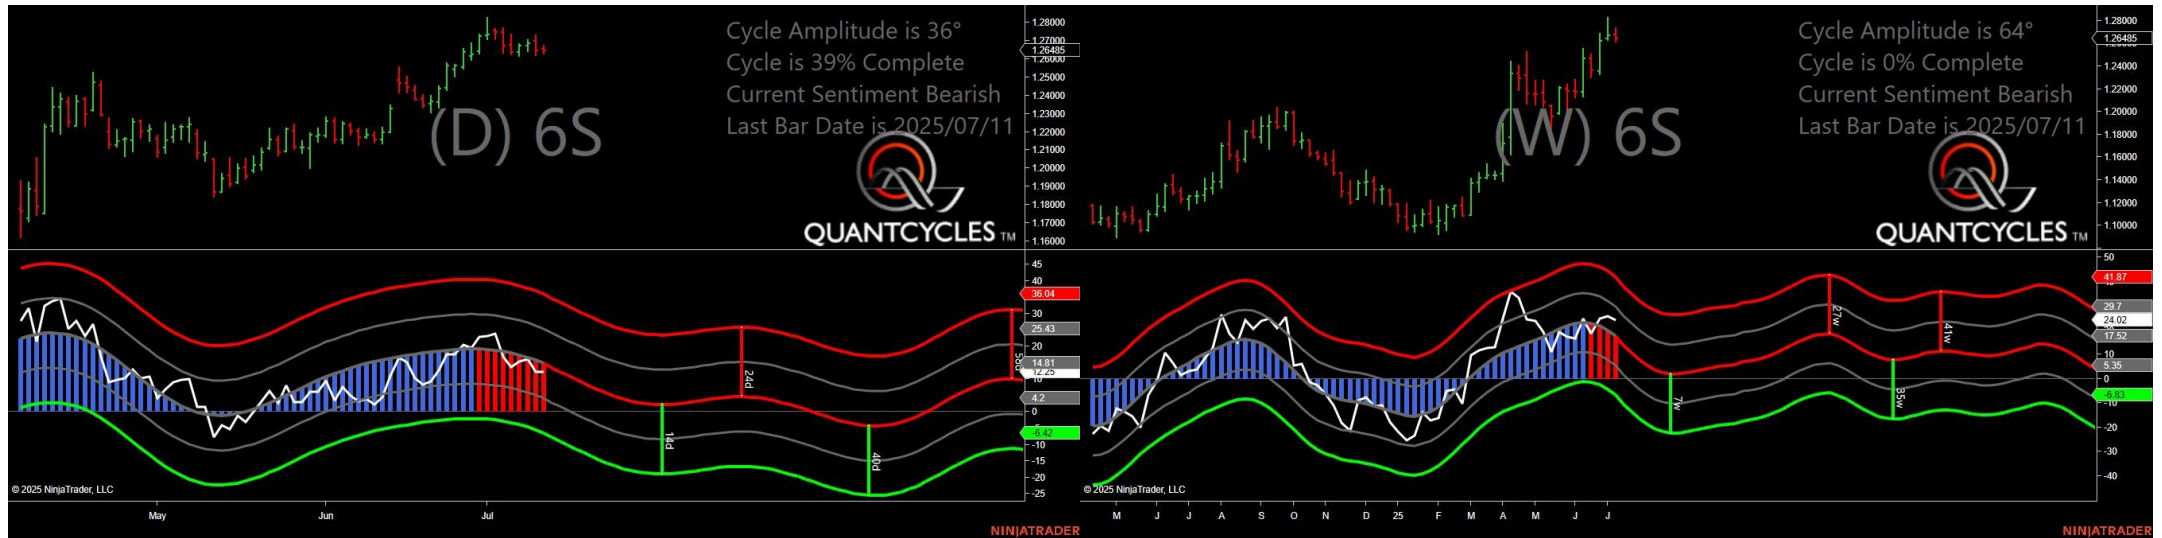 Cycle Amplitude is 36°
Cycle is 39% Complete
Current Sentiment Bearish
Last Bar Date is 2025/07/11
(D) 6S
QUANTCYCLES TM
1.28000
1.27000
1.26485
1.26000
1.25000
1.24000
1.23000
1.22000
1.21000
1.20000
1.19000
1.18000
1.17000
1.16000
45
40
36.04
30
25.43
20
14.81
12.25
10
4.2
0
-6.42
-10
-15
-20
-25
14d
24d
40d
58d
© 2025 NinjaTrader, LLC
May
Jun
Jul
NINJATRADER
Cycle Amplitude is 64°
Cycle is 0% Complete
Current Sentiment Bearish
Last Bar Date is 2025/07/11
(W) 6S
QUANTCYCLES TM
1.28000
1.26485
1.24000
1.22000
1.20000
1.18000
1.16000
1.14000
1.12000
1.10000
50
41.87
29.7
24.02
17.52
10
5.35
0
-6.83
-10
-20
-30
-40
7w
27w
35w
41w
© 2025 NinjaTrader, LLC
M
J
J
A
S
O
N
D
25
F
M
A
M
J
J
NINJATRADER